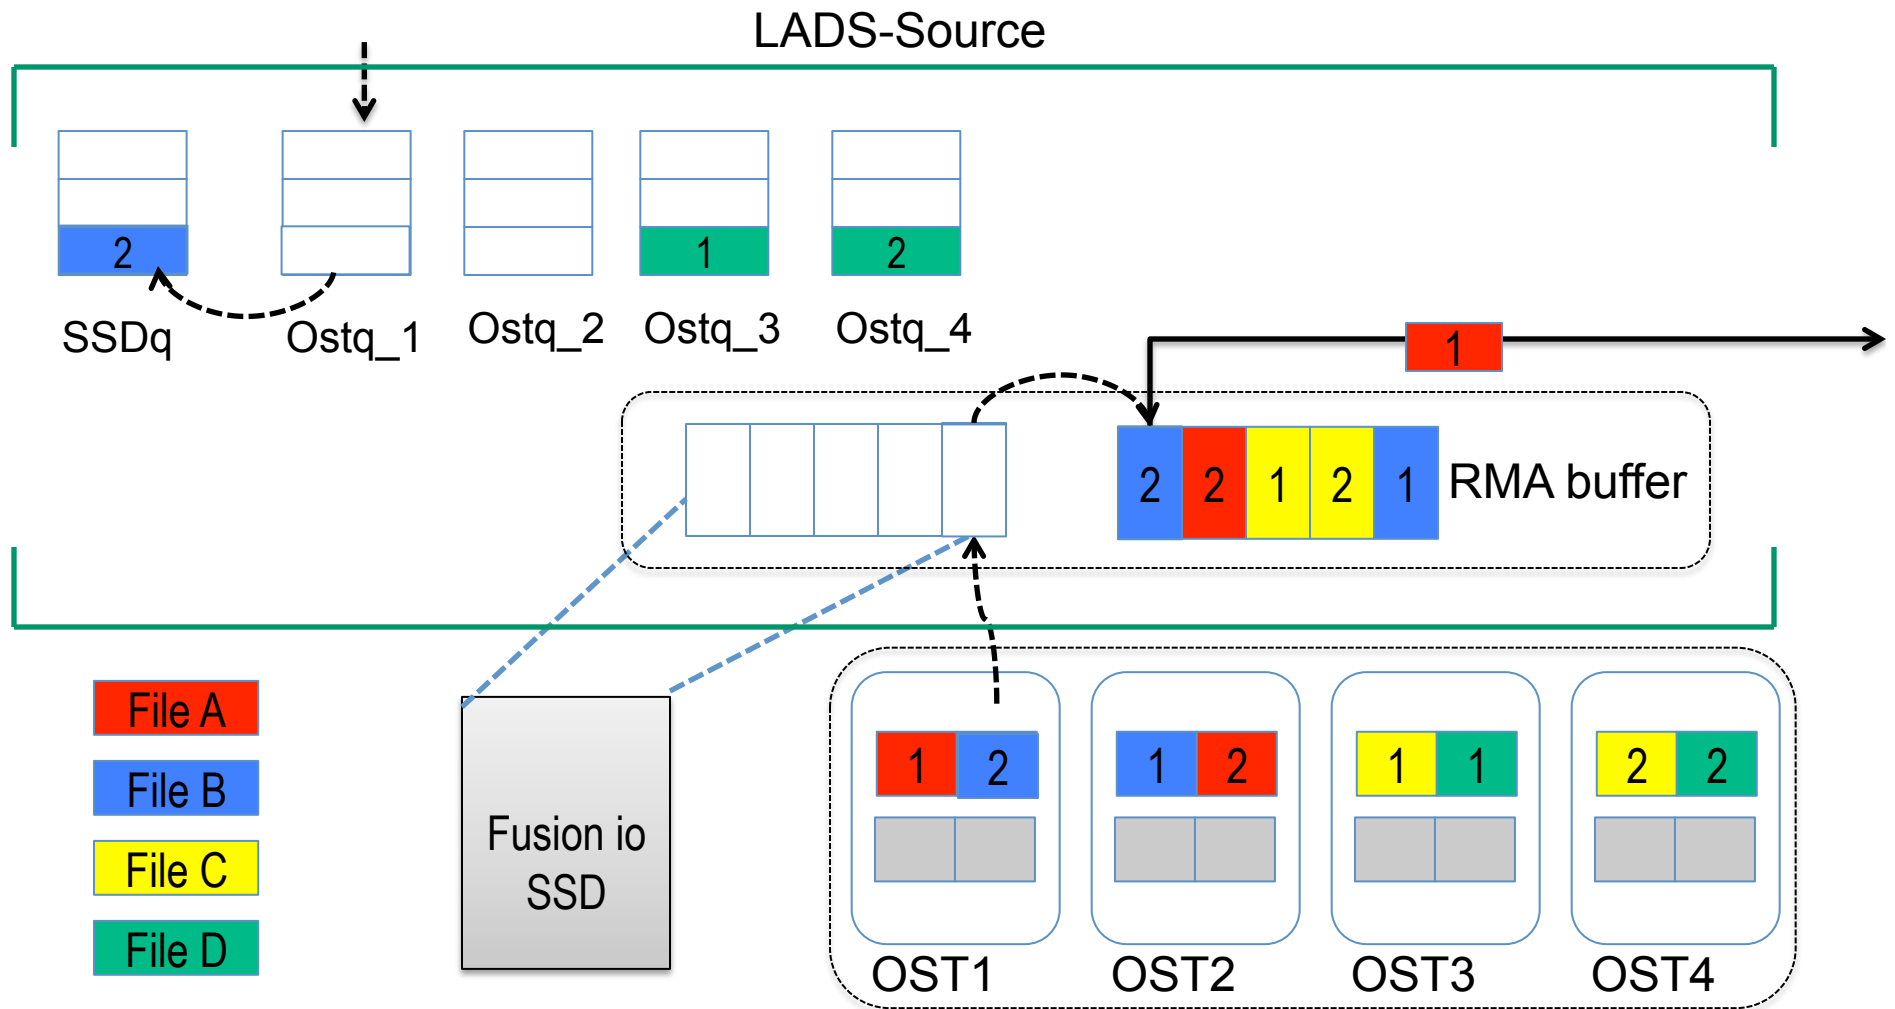 LADS-Source
2
1
2
SSDq
Ostq_1
Ostq_2
Ostq_3
Ostq_4
1
2 2 1 2 1
RMA buffer
File A
File B
File C
File D
Fusion io
SSD
1 2
1 2
1 1
2 2
OST1
OST2
OST3
OST4